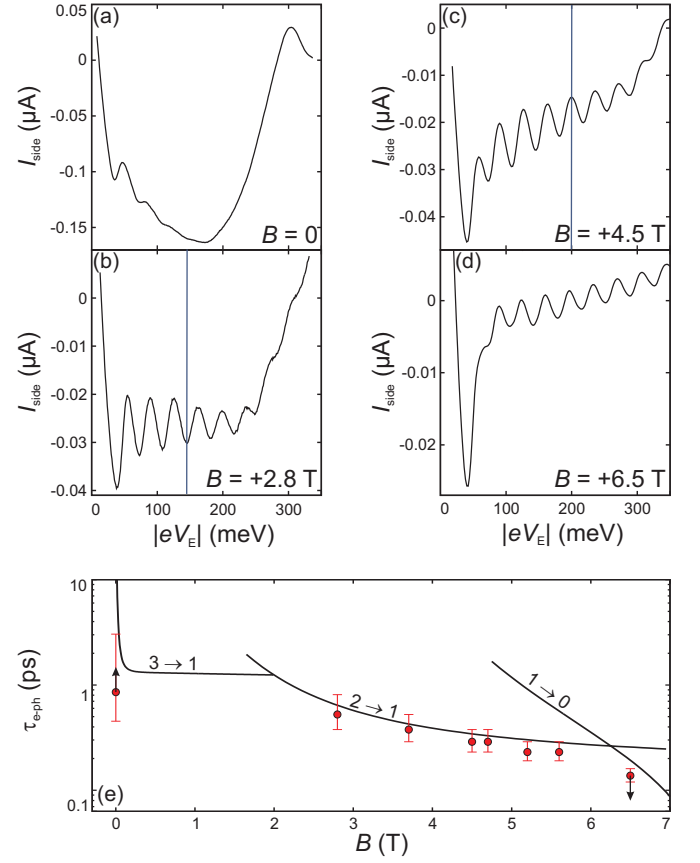 (a)
0.05
0
-0.05
-0.1
-0.15
I_side (μA)
B = 0
(c)
0
-0.01
-0.02
-0.03
-0.04
I_side (μA)
B = +4.5 T
(b)
0
-0.01
-0.02
-0.03
-0.04
I_side (μA)
B = +2.8 T
0 100 200 300
|eV_E| (meV)
(d)
0
-0.01
-0.02
I_side (μA)
B = +6.5 T
0 100 200 300
|eV_E| (meV)
10
1
0.1
τ_e-ph (ps)
3 → 1
2 → 1
1 → 0
(e)
0 1 2 3 4 5 6 7
B (T)